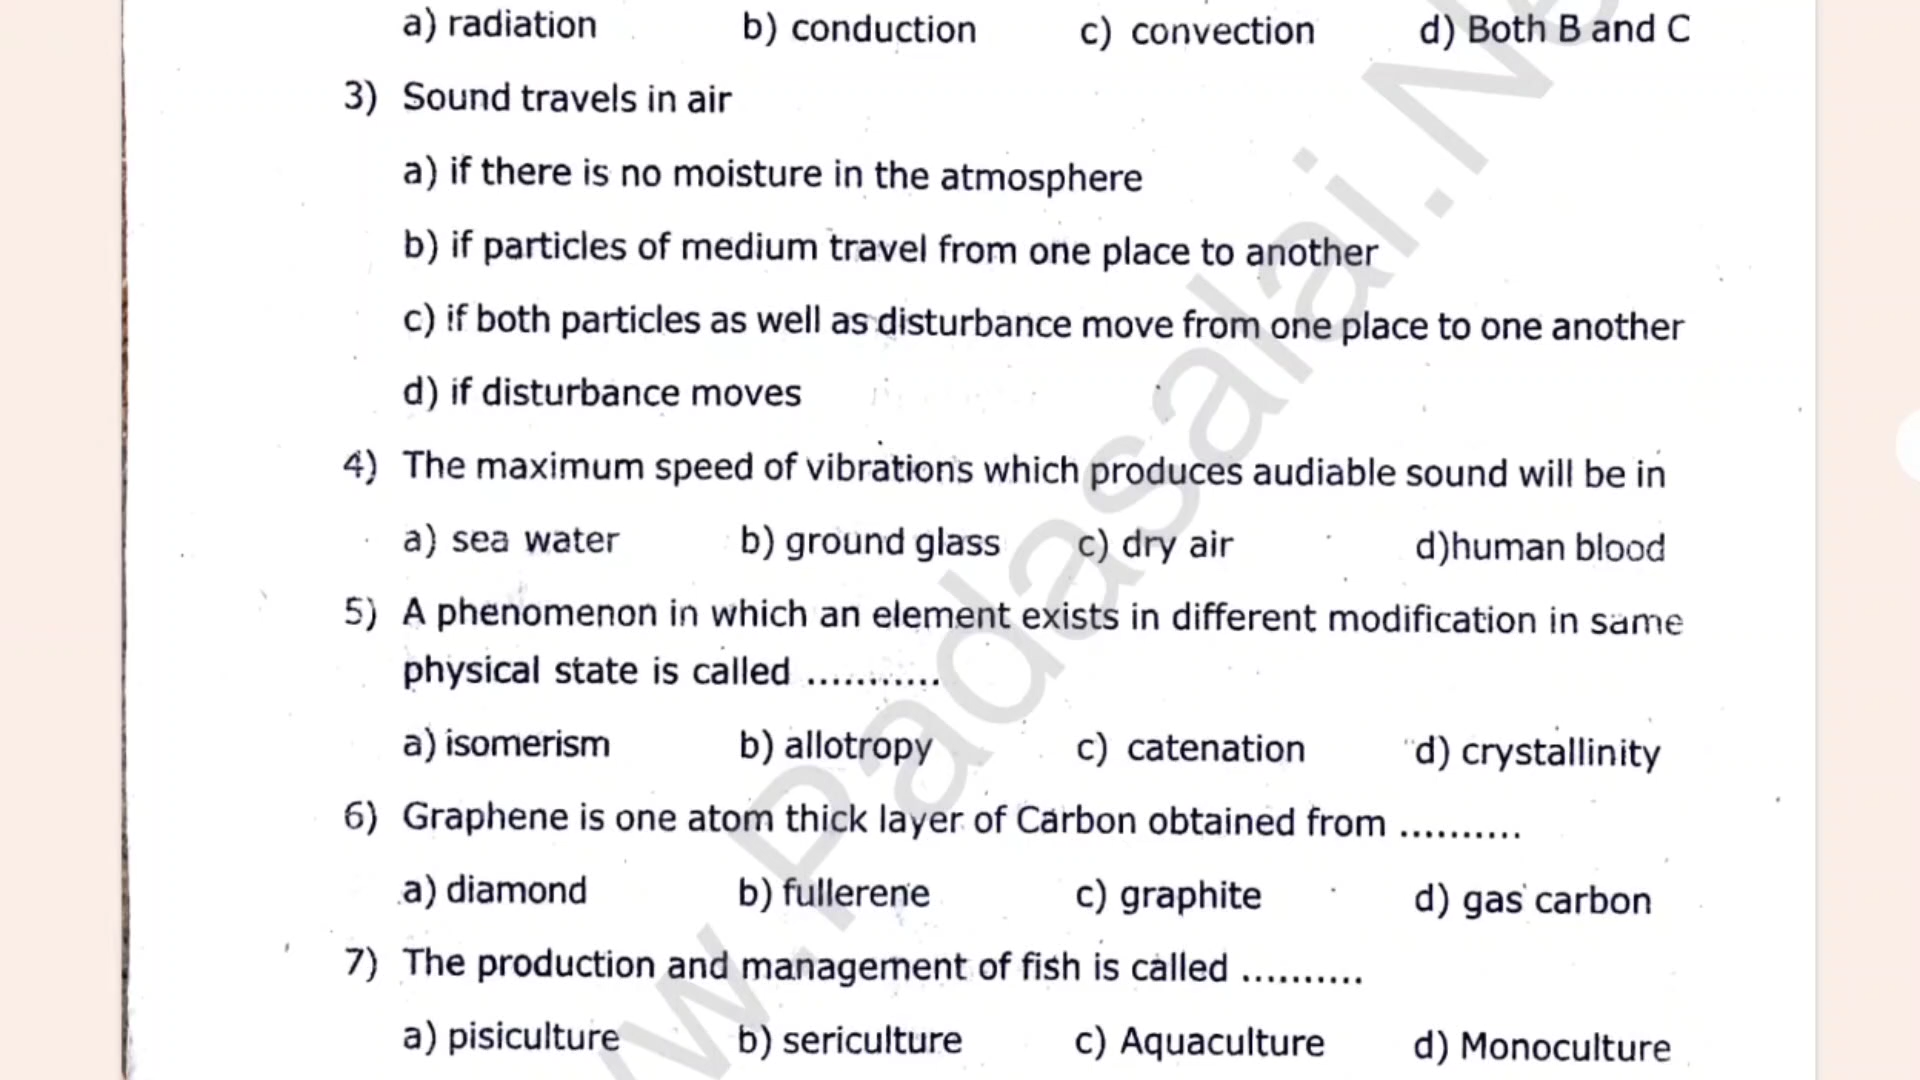 a) radiation b) conduction c) convection d) Both B and C
3) Sound travels in air
a) if there is no moisture in the atmosphere
b) if particles of medium travel from one place to another
c) if both particles as well as disturbance move from one place to one another
d) if disturbance moves
4) The maximum speed of vibrations which produces audiable sound will be in
a) sea water b) ground glass c) dry air d)human blood
5) A phenomenon in which an element exists in different modification in same
physical state is called ...........
a) isomerism b) allotropy c) catenation d) crystallinity
6) Graphene is one atom thick layer of Carbon obtained from ..........
a) diamond b) fullerene c) graphite d) gas carbon
7) The production and management of fish is called ..........
a) pisiculture b) sericulture c) Aquaculture d) Monoculture
w.Padasalai.Ne